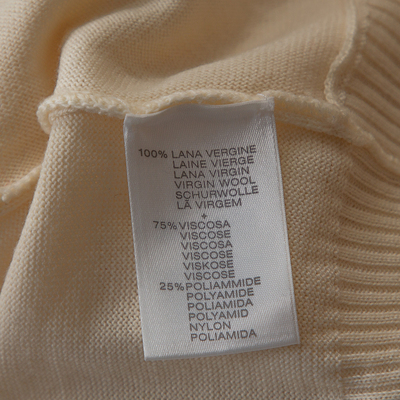 100% LANA VERGINE
LAINE VIERGE
LANA VIRGIN
VIRGIN WOOL
SCHURWOLLE
LÃ VIRGEM
+
75% VISCOSA
VISCOSE
VISCOSA
VISCOSE
VISKOSE
VISCOSE
25% POLIAMMIDE
POLYAMIDE
POLIAMIDA
POLYAMID
NYLON
POLIAMIDA